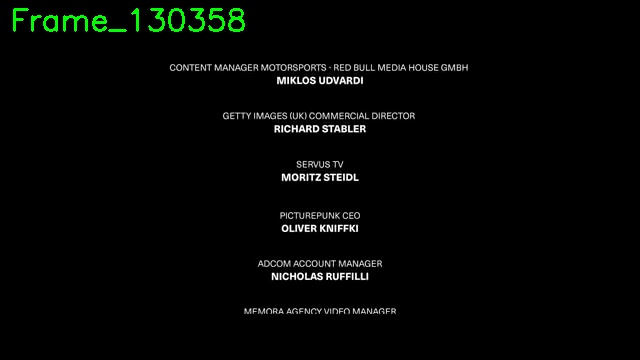 Frame_130358
CONTENT MANAGER MOTORSPORTS - RED BULL MEDIA HOUSE GMBH
MIKLOS UDVARDI
GETTY IMAGES (UK) COMMERCIAL DIRECTOR
RICHARD STABLER
SERVUS TV
MORITZ STEIDL
PICTUREPUNK CEO
OLIVER KNIFFKI
ADCOM ACCOUNT MANAGER
NICHOLAS RUFFILLI
MEMORA AGENCY VIDEO MANAGER